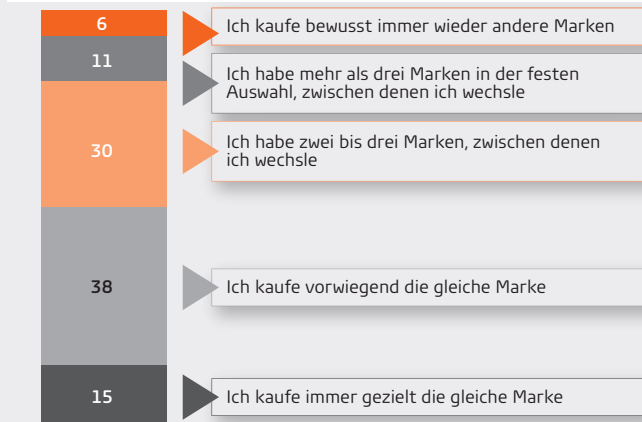 6
Ich kaufe bewusst immer wieder andere Marken
11
Ich habe mehr als drei Marken in der festen
Auswahl, zwischen denen ich wechsle
30
Ich habe zwei bis drei Marken, zwischen denen
ich wechsle
38
Ich kaufe vorwiegend die gleiche Marke
15
Ich kaufe immer gezielt die gleiche Marke